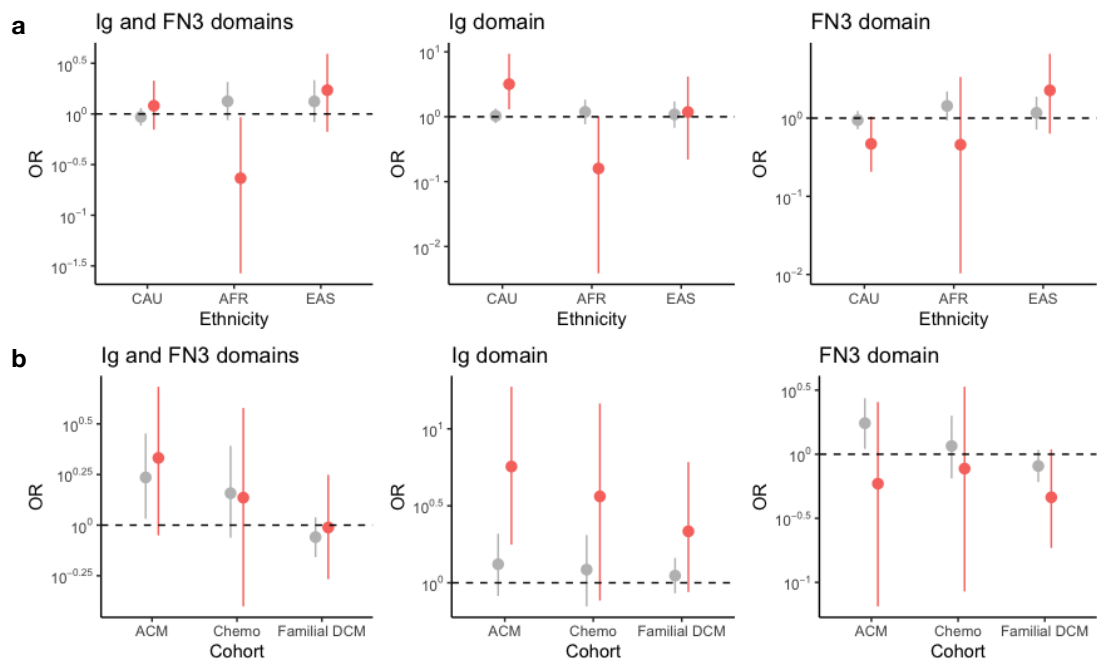 a
Ig and FN3 domains
OR
10^0.5
10^0
10^-0.5
10^-1
10^-1.5
CAU AFR EAS
Ethnicity
Ig domain
OR
10^1
10^0
10^-1
10^-2
CAU AFR EAS
Ethnicity
FN3 domain
OR
10^0
10^-1
10^-2
CAU AFR EAS
Ethnicity
b
Ig and FN3 domains
OR
10^0.5
10^0.25
10^0
10^-0.25
ACM Chemo Familial DCM
Cohort
Ig domain
OR
10^1
10^0.5
10^0
ACM Chemo Familial DCM
Cohort
FN3 domain
OR
10^0.5
10^0
10^-0.5
10^-1
ACM Chemo Familial DCM
Cohort